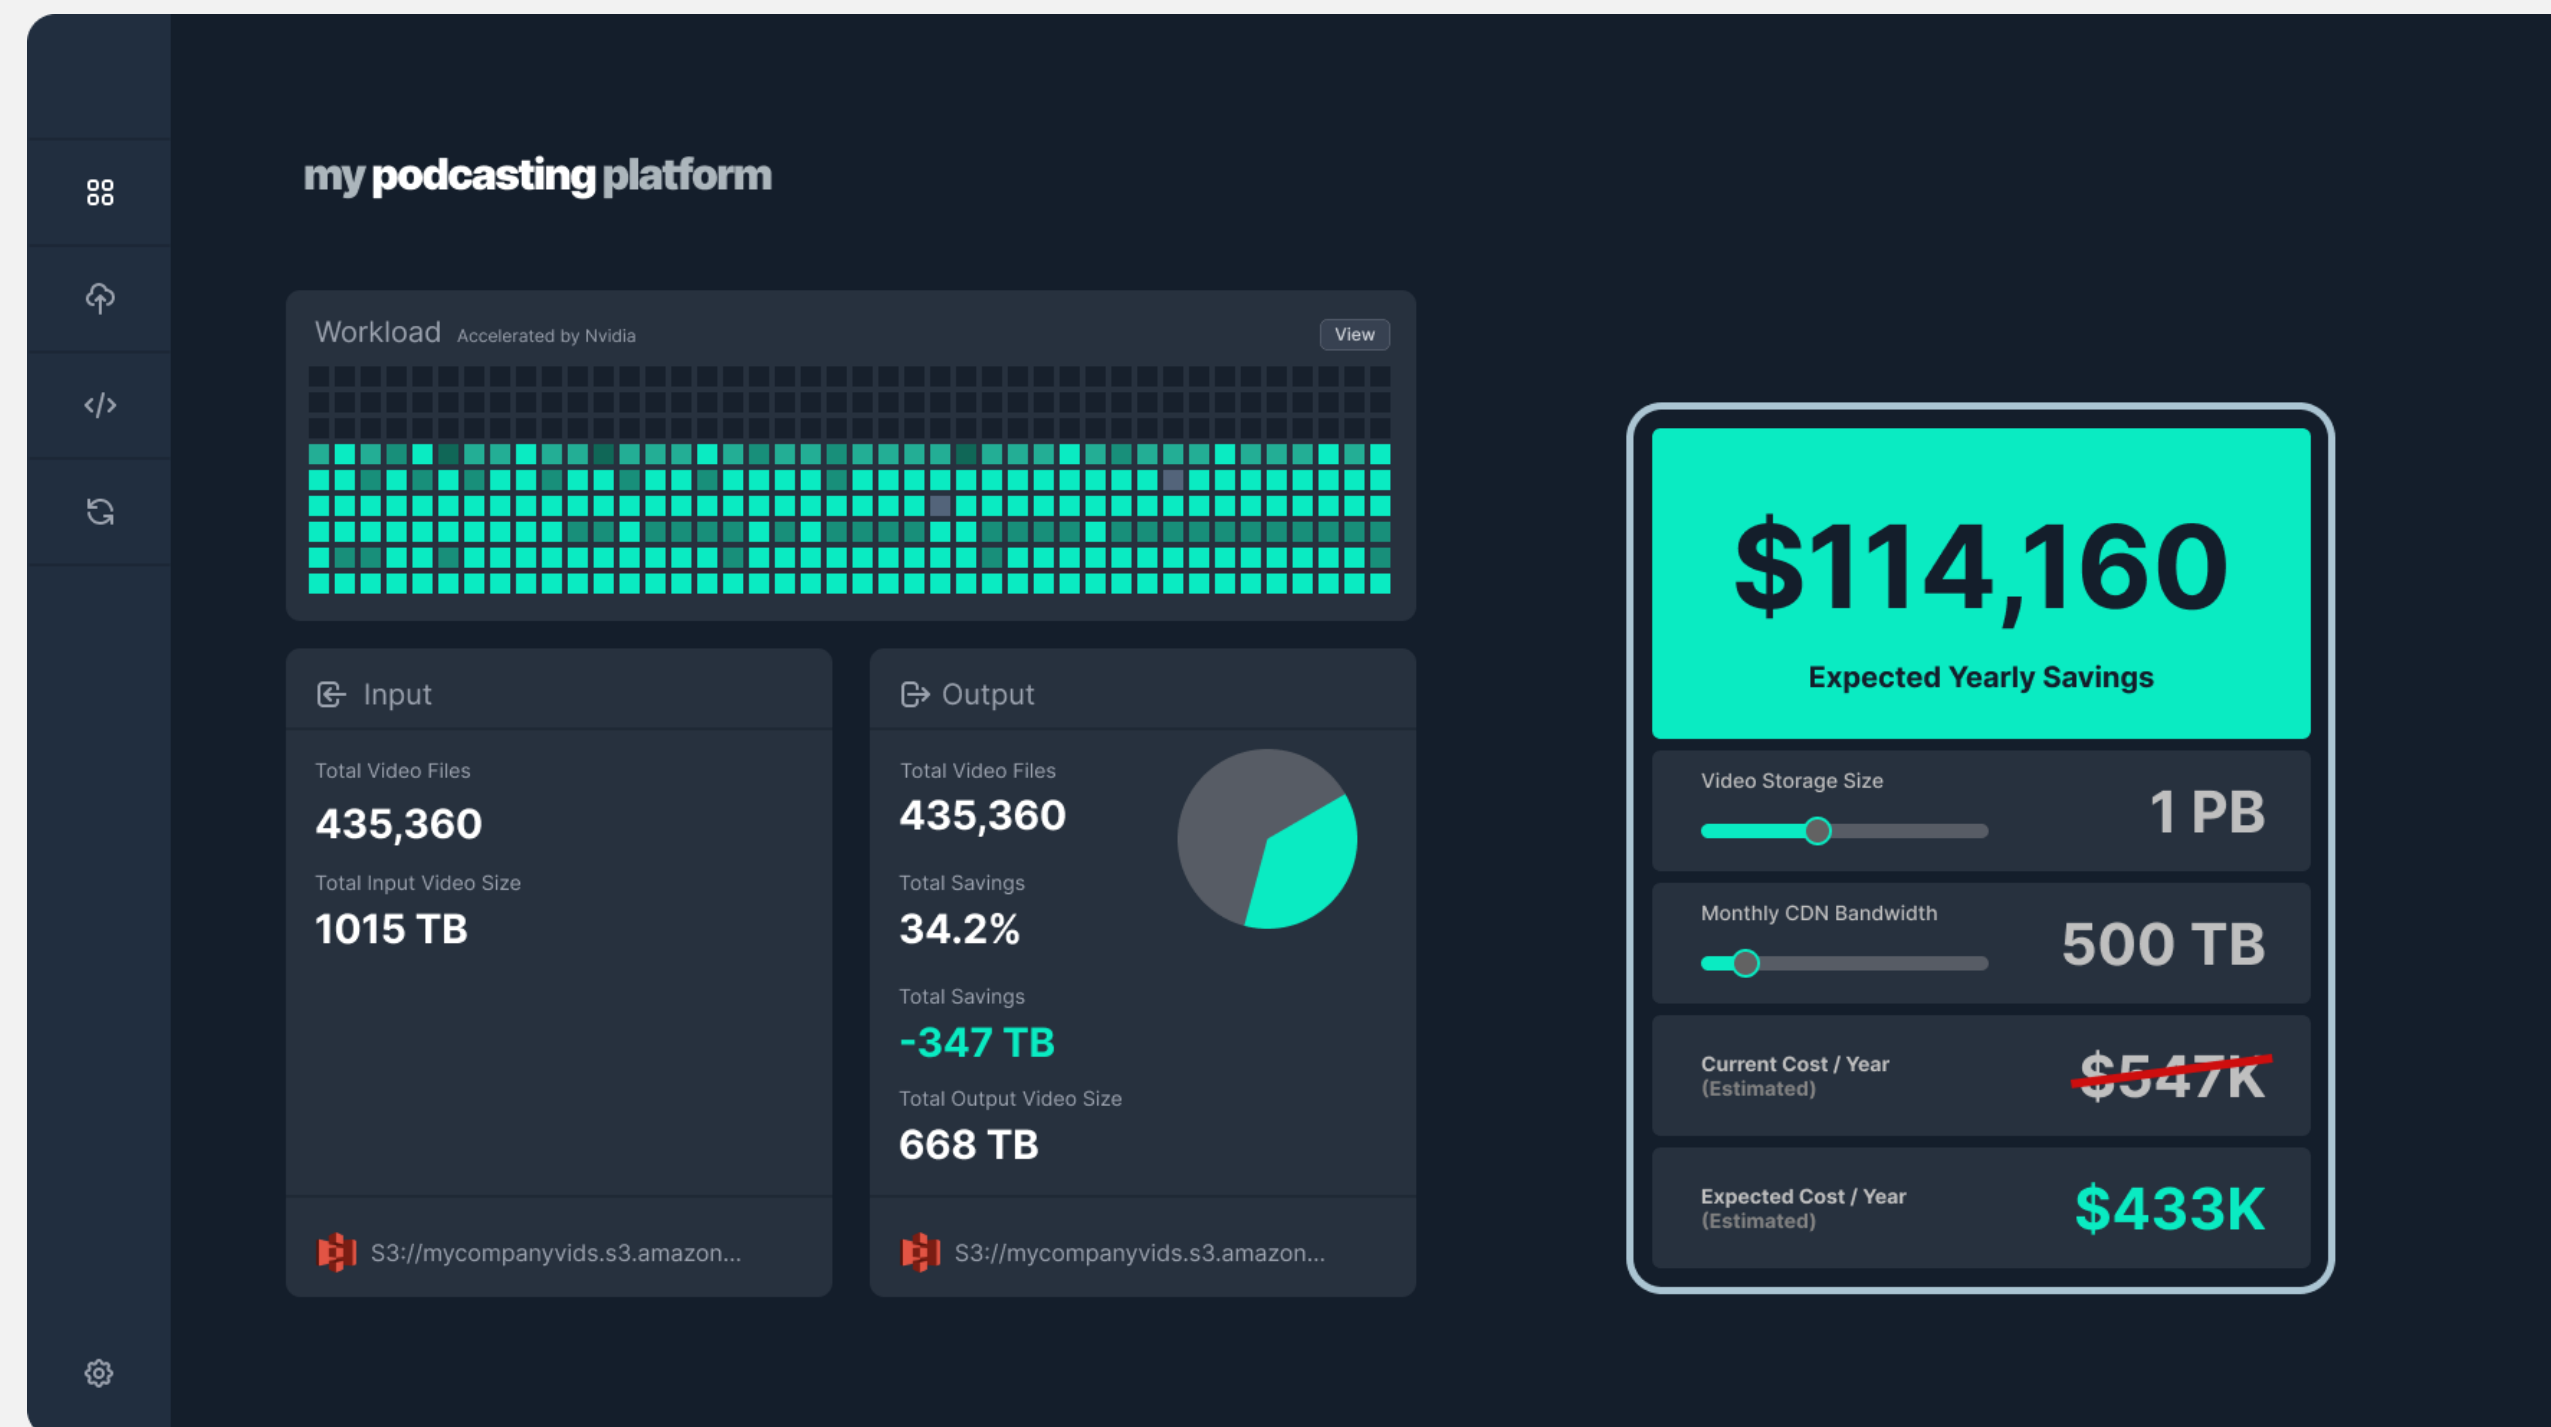 my podcasting platform
Workload Accelerated by Nvidia
View
Input
Total Video Files
435,360
Total Input Video Size
1015 TB
S3://mycompanyvids.s3.amazon...
Output
Total Video Files
435,360
Total Savings
34.2%
Total Savings
-347 TB
Total Output Video Size
668 TB
S3://mycompanyvids.s3.amazon...
$114,160
Expected Yearly Savings
Video Storage Size
1 PB
Monthly CDN Bandwidth
500 TB
Current Cost / Year
(Estimated)
$547K
Expected Cost / Year
(Estimated)
$433K